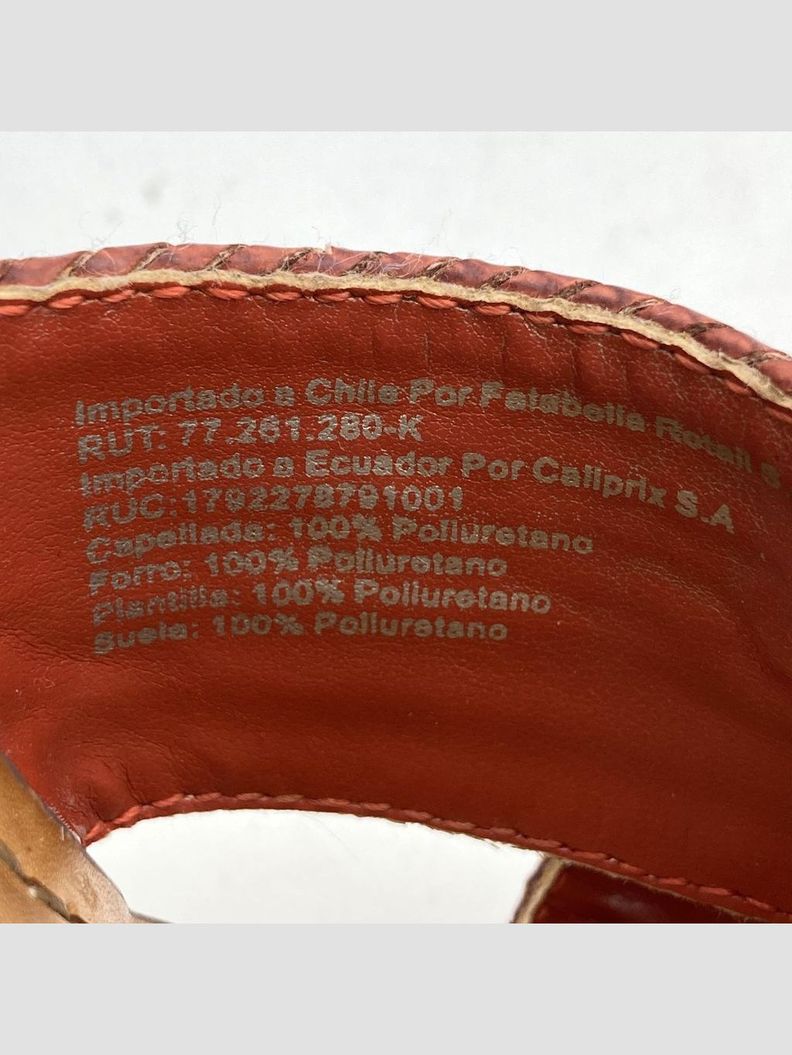 Importado a Chile Por Falabella Retail S
RUT: 77.261.280-K
Importado a Ecuador Por Caliprix S.A
RUC:1792278791001
Capellada: 100% Poliuretano
Forro: 100% Poliuretano
Plantilla: 100% Poliuretano
Suela: 100% Poliuretano